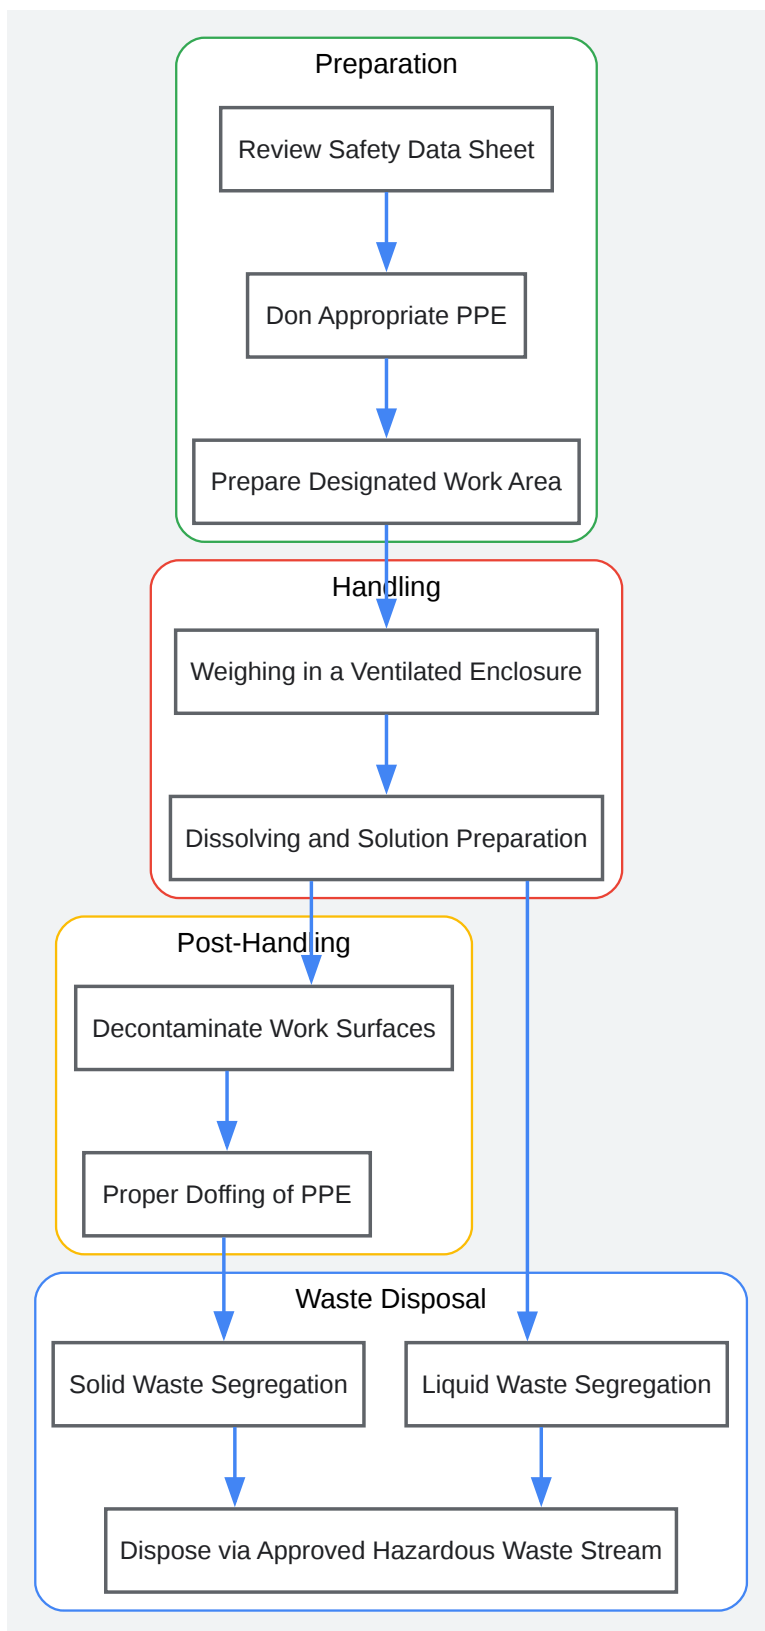 Preparation
Review Safety Data Sheet
Don Appropriate PPE
Prepare Designated Work Area
Handling
Weighing in a Ventilated Enclosure
Dissolving and Solution Preparation
Post-Handling
Decontaminate Work Surfaces
Proper Doffing of PPE
Waste Disposal
Solid Waste Segregation
Liquid Waste Segregation
Dispose via Approved Hazardous Waste Stream